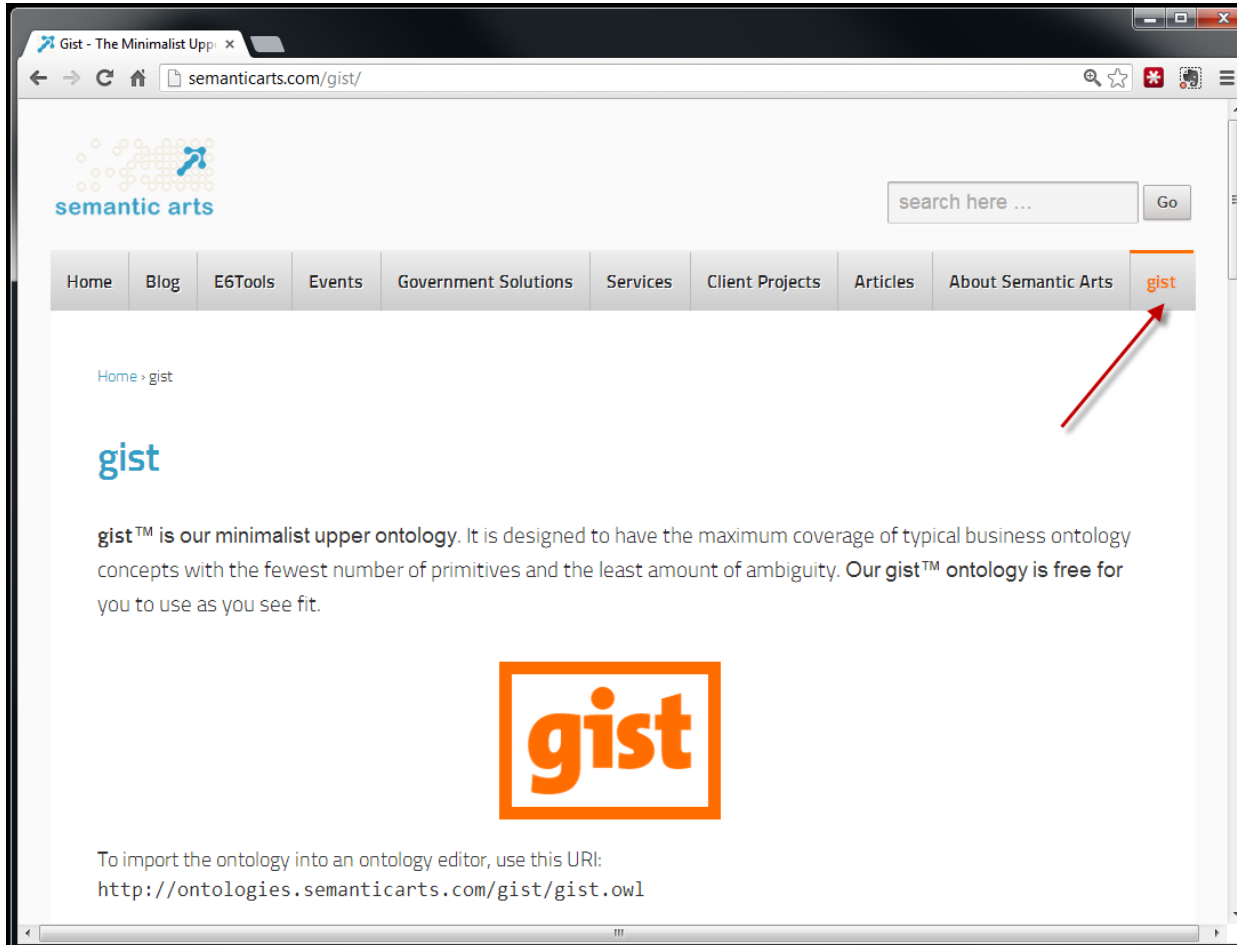 Gist - The Minimalist Upp
semanticarts.com/gist/
semantic arts
search here ...
Go
Home Blog E6Tools Events Government Solutions Services Client Projects Articles About Semantic Arts gist
Home › gist
gist
gist™ is our minimalist upper ontology. It is designed to have the maximum coverage of typical business ontology
concepts with the fewest number of primitives and the least amount of ambiguity. Our gist™ ontology is free for
you to use as you see fit.
gist
To import the ontology into an ontology editor, use this URI:
http://ontologies.semanticarts.com/gist/gist.owl